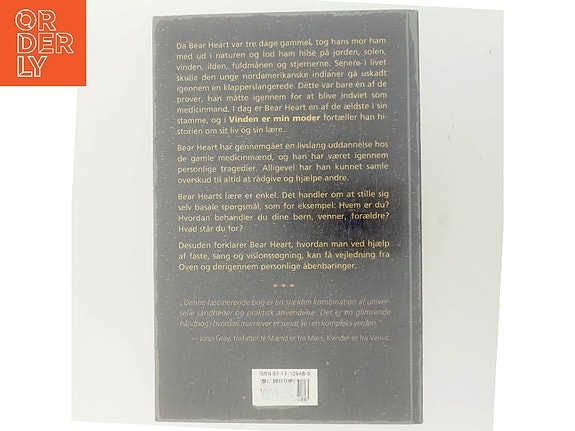 OR
DER
LY
Da Bear Heart var tre dage gammel, tog hans mor ham
med ud i naturen og lod ham hilse på jorden, solen,
vinden, ilden, fuldmånen og stjernerne. Senere i livet
skulle den unge nordamerikanske indianer gå uskadt
igennem en klapperslangerede. Dette var bare én af de
prøver, han måtte igennem for at blive indviet som
medicinmand. I dag er Bear Heart en af de ældste i sin
stamme, og i Vinden er min moder fortæller han hi-
storien om sit liv og sin lære.
Bear Heart har gennemgået en livslang uddannelse hos
de gamle medicinmænd, og han har været igennem
personlige tragedier. Alligevel har han kunnet samle
overskud til altid at rådgive og hjælpe andre.
Bear Hearts lære er enkel. Det handler om at stille sig
selv basale spørgsmål, som for eksempel: Hvem er du?
Hvordan behandler du dine børn, venner, forældre?
Hvad står du for?
Desuden forklarer Bear Heart, hvordan man ved hjælp
af faste, sang og visionssøgning, kan få vejledning fra
Oven og derigennem personlige åbenbaringer.
„Denne fascinerende bog er en sjælden kombination af univer-
selle sandheder og praktisk anvendelse. Det er en glimrende
håndbog i hvordan man lever et sundt liv i en kompleks verden."
— John Gray, forfatter til Mænd er fra Mars, Kvinder er fra Venus.
ISBN 87-11-12648-5